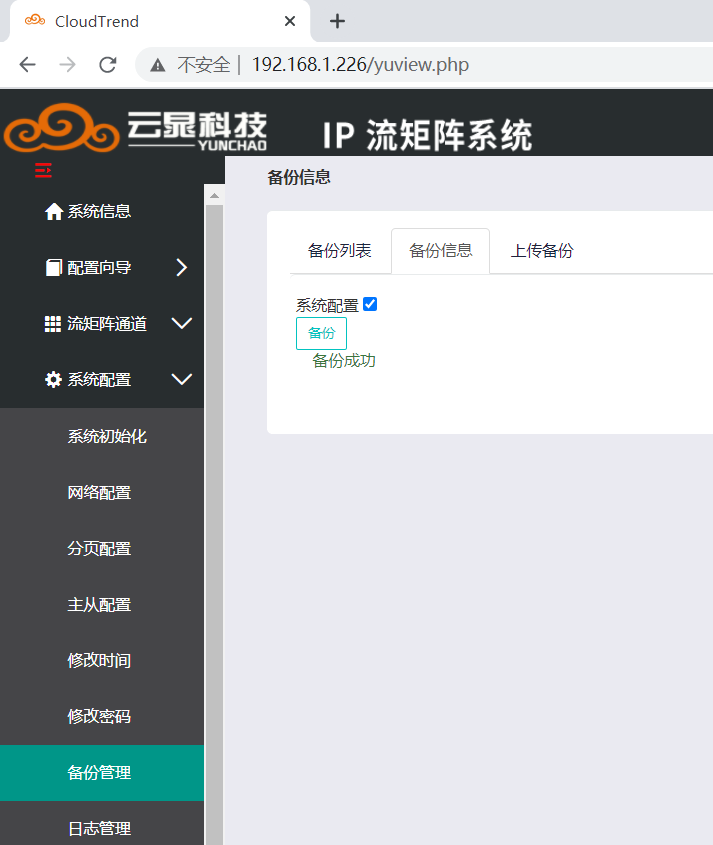 CloudTrend
不安全 | 192.168.1.226/yuview.php
云晁科技
YUNCHAO
IP 流矩阵系统
系统信息
配置向导
流矩阵通道
系统配置
系统初始化
网络配置
分页配置
主从配置
修改时间
修改密码
备份管理
日志管理
备份信息
备份列表 备份信息 上传备份
系统配置
备份
备份成功